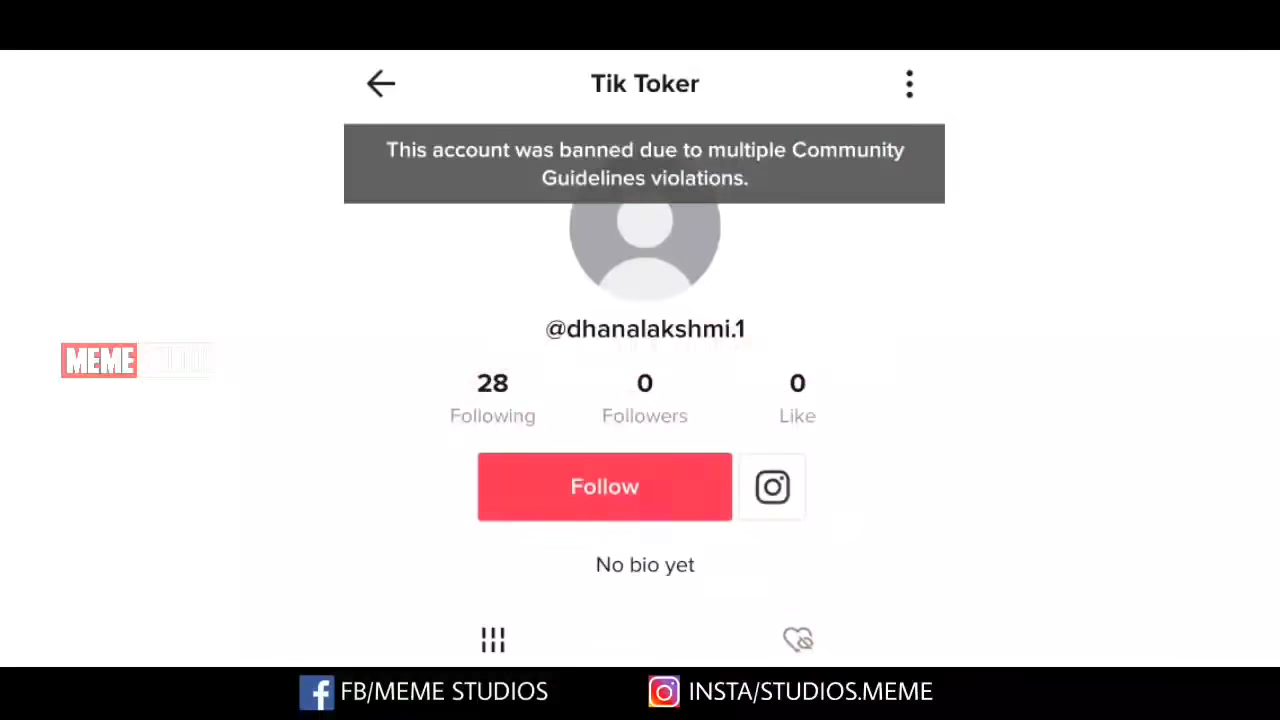 Tik Toker
This account was banned due to multiple Community
Guidelines violations.
@dhanalakshmi.1
28
Following
0
Followers
0
Like
Follow
No bio yet
MEME STUDIO
FB/MEME STUDIOS
INSTA/STUDIOS.MEME